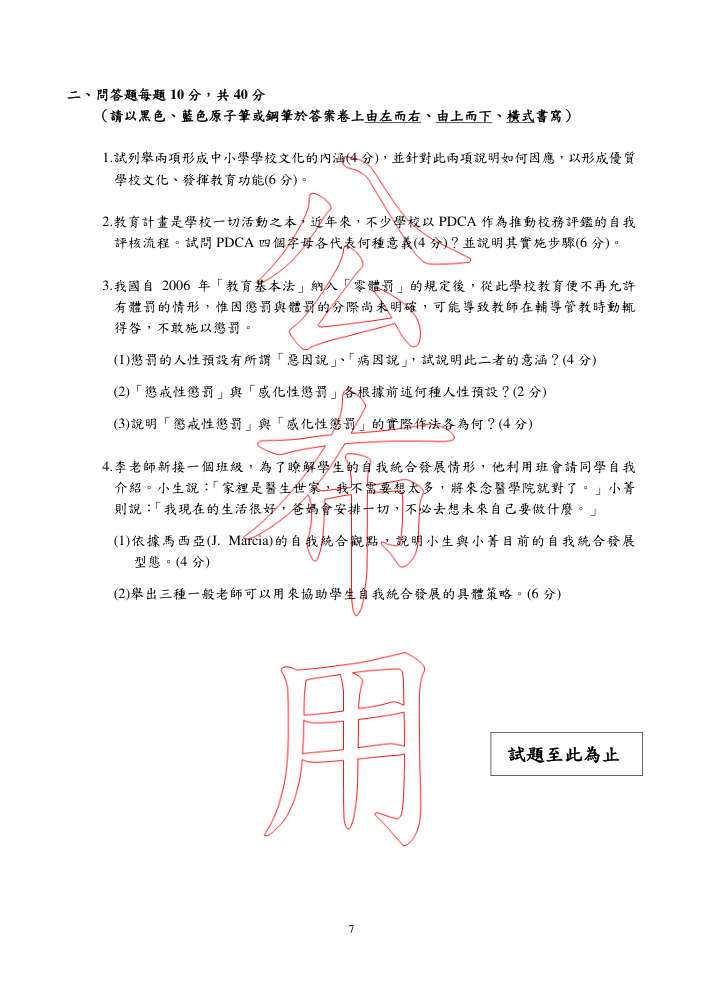 二、問答題每題 10 分，共 40 分
（請以黑色、藍色原子筆或鋼筆於答案卷上由左而右、由上而下、橫式書寫）
1.試列舉兩項形成中小學學校文化的內涵(4 分)，並針對此兩項說明如何因應，以形成優質
學校文化、發揮教育功能(6 分)。
2.教育計畫是學校一切活動之本，近年來，不少學校以 PDCA 作為推動校務評鑑的自我
評核流程。試問 PDCA 四個字母各代表何種意義(4 分)？並說明其實施步驟(6 分)。
3.我國自 2006 年「教育基本法」納入「零體罰」的規定後，從此學校教育便不再允許
有體罰的情形，惟因懲罰與體罰的分際尚未明確，可能導致教師在輔導管教時動輒
得咎，不敢施以懲罰。
(1)懲罰的人性預設有所謂「惡因說」、「病因說」，試說明此二者的意涵？(4 分)
(2)「懲戒性懲罰」與「感化性懲罰」各根據前述何種人性預設？(2 分)
(3)說明「懲戒性懲罰」與「感化性懲罰」的實際作法各為何？(4 分)
4.李老師新接一個班級，為了瞭解學生的自我統合發展情形，他利用班會請同學自我
介紹。小生說：「家裡是醫生世家，我不需要想太多，將來念醫學院就對了。」小菁
則說：「我現在的生活很好，爸媽會安排一切，不必去想未來自己要做什麼。」
(1)依據馬西亞(J. Marcia)的自我統合觀點，說明小生與小菁目前的自我統合發展
型態。(4 分)
(2)舉出三種一般老師可以用來協助學生自我統合發展的具體策略。(6 分)
公布用
試題至此為止
7